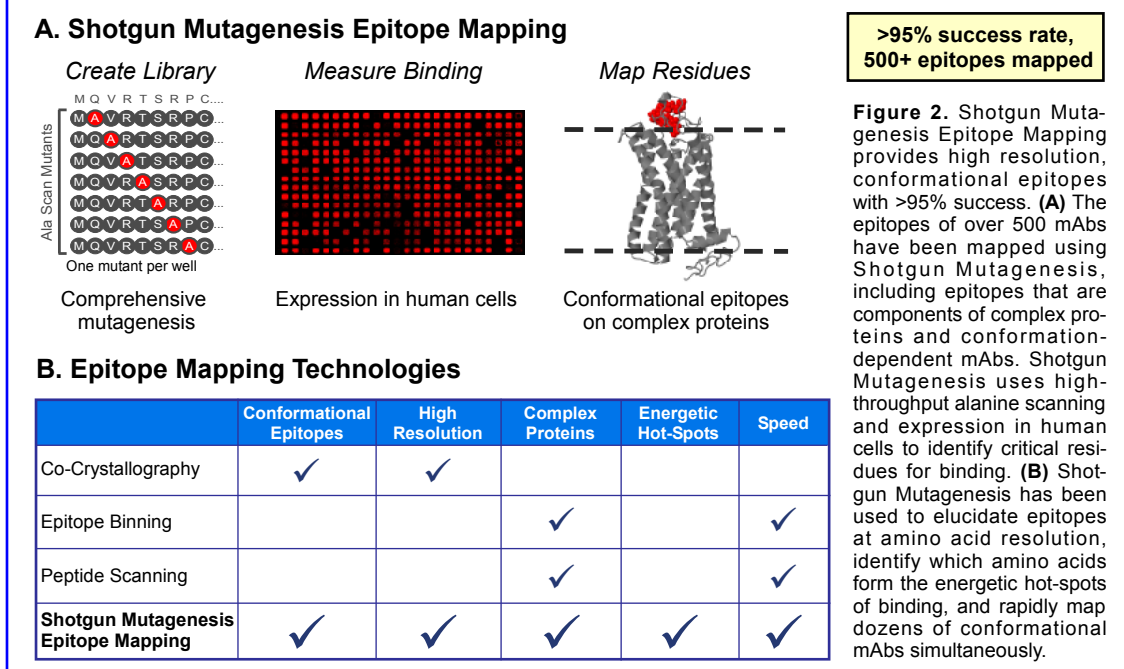 A. Shotgun Mutagenesis Epitope Mapping
Create Library
Measure Binding
Map Residues
Ala Scan Mutants
M Q V R T S R P C....
M A V R T S R P C...
M Q A R T S R P C...
M Q V A T S R P C...
M Q V R A S R P C...
M Q V R T A R P C...
M Q V R T S A P C...
M Q V R T S R A C...
One mutant per well
Comprehensive
mutagenesis
Expression in human cells
Conformational epitopes
on complex proteins
B. Epitope Mapping Technologies
Conformational Epitopes High Resolution Complex Proteins Energetic Hot-Spots Speed
Co-Crystallography ✓ ✓
Epitope Binning ✓ ✓
Peptide Scanning ✓ ✓
Shotgun Mutagenesis
Epitope Mapping ✓ ✓ ✓ ✓ ✓
>95% success rate,
500+ epitopes mapped
Figure 2. Shotgun Muta-
genesis Epitope Mapping
provides high resolution,
conformational epitopes
with >95% success. (A) The
epitopes of over 500 mAbs
have been mapped using
Shotgun Mutagenesis,
including epitopes that are
components of complex pro-
teins and conformation-
dependent mAbs. Shotgun
Mutagenesis uses high-
throughput alanine scanning
and expression in human
cells to identify critical resi-
dues for binding. (B) Shot-
gun Mutagenesis has been
used to elucidate epitopes
at amino acid resolution,
identify which amino acids
form the energetic hot-spots
of binding, and rapidly map
dozens of conformational
mAbs simultaneously.